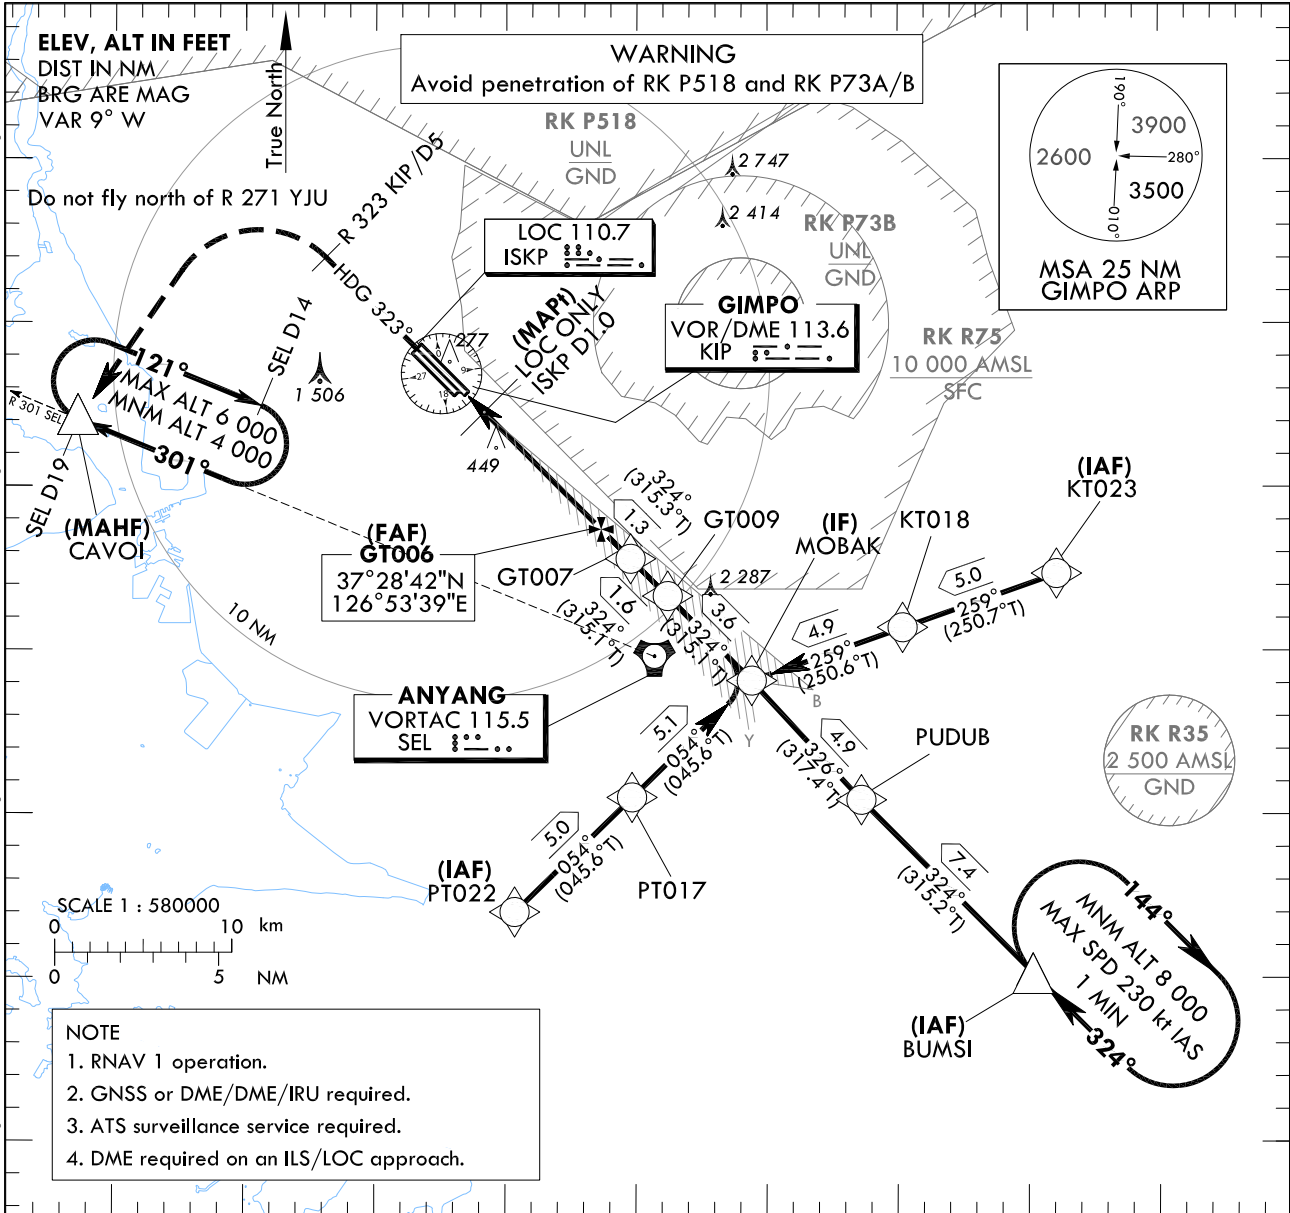 ELEV, ALT IN FEET
DIST IN NM
BRG ARE MAG
VAR 9° W
True North
WARNING
Avoid penetration of RK P518 and RK P73A/B
190°
3900
2600
280°
3500
010°
MSA 25 NM
GIMPO ARP
Do not fly north of R 271 YJU
R 323 KIP/D5
HDG 323°
RK P518
UNL
GND
2 747
2 414
RK P73B
UNL
GND
LOC 110.7
ISKP
(MAPt)
LOC ONLY
ISKP D1.0
GIMPO
VOR/DME 113.6
KIP
RK R75
10 000 AMSL
SFC
277
0
9
18
27
449
1 506
SEL D14
121°
MAX ALT 6 000
MNM ALT 4 000
301°
R 301 SEL
SEL D19
(MAHF)
CAVOI
10 NM
(FAF)
GT006
37°28'42"N
126°53'39"E
GT007
GT009
324°
(315.3°T)
1.3
1.6
324°
(315.1°T)
3.6
324°
(315.1°T)
2 287
(IF)
MOBAK
KT018
(IAF)
KT023
5.0
259°
(250.7°T)
4.9
259°
(250.6°T)
B
Y
ANYANG
VORTAC 115.5
SEL
5.1
054°
(045.6°T)
5.0
054°
(045.6°T)
PT017
(IAF)
PT022
4.9
326°
(317.4°T)
PUDUB
7.4
324°
(315.2°T)
RK R35
2 500 AMSL
GND
144°
MNM ALT 8 000
MAX SPD 230 kt IAS
1 MIN
324°
(IAF)
BUMSI
SCALE 1 : 580000
0 10 km
0 5 NM
NOTE
1. RNAV 1 operation.
2. GNSS or DME/DME/IRU required.
3. ATS surveillance service required.
4. DME required on an ILS/LOC approach.